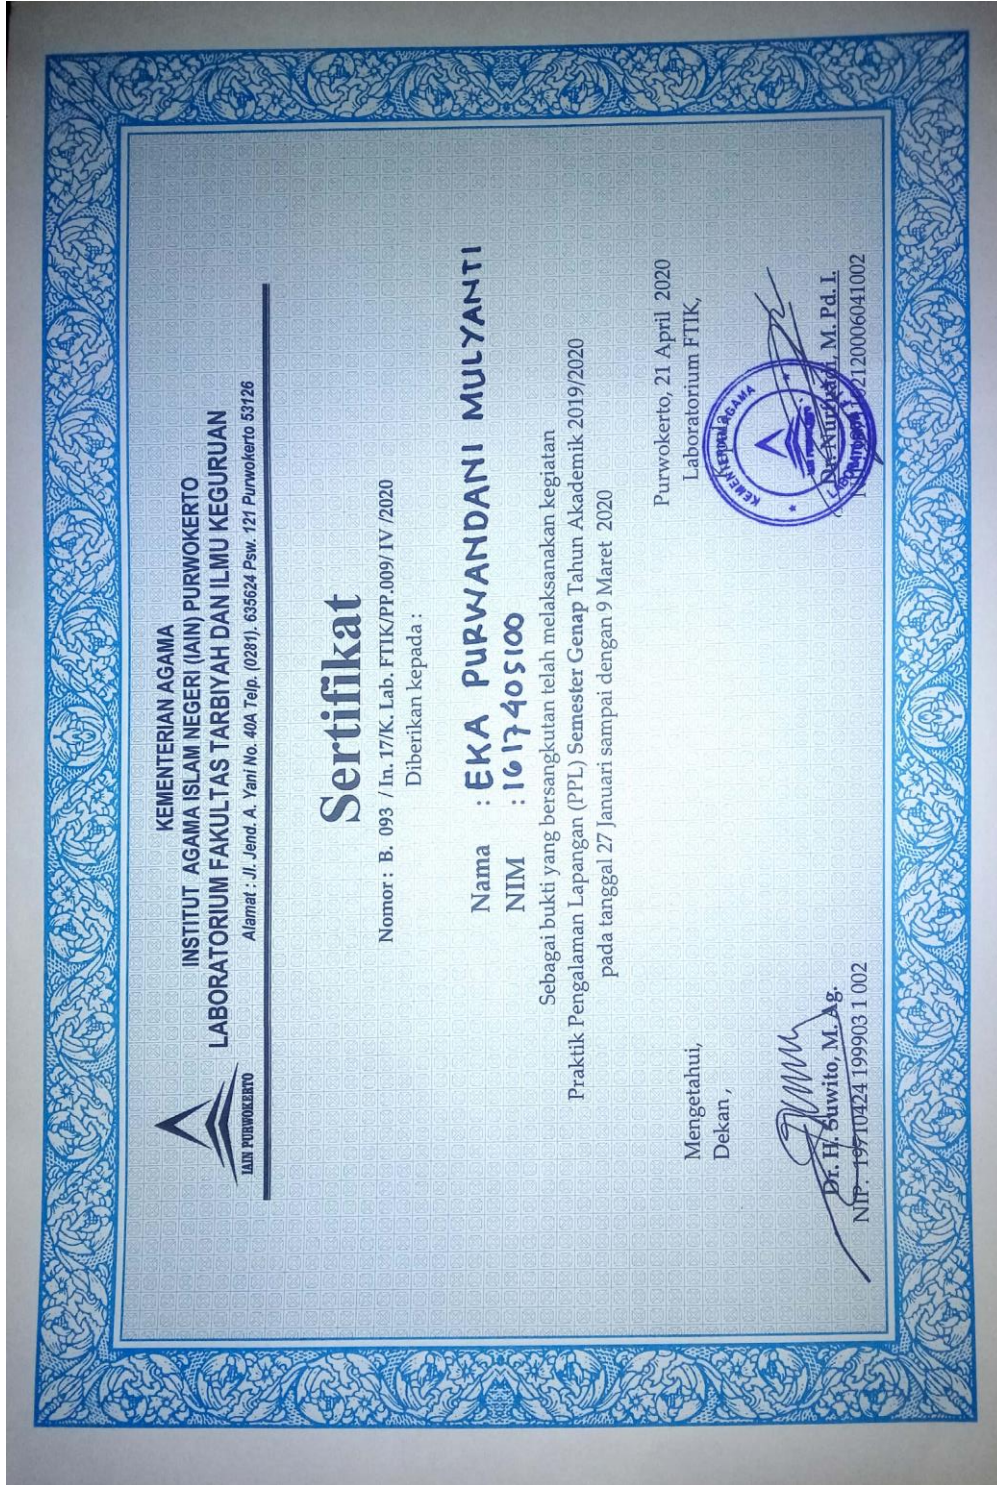 KEMENTERIAN AGAMA
INSTITUT AGAMA ISLAM NEGERI (IAIN) PURWOKERTO
LABORATORIUM FAKULTAS TARBIYAH DAN ILMU KEGURUAN
Alamat : Jl. Jend. A. Yani No. 40A Telp. (0281). 635624 Psw. 121 Purwokerto 53126
IAIN PURWOKERTO
Sertifikat
Nomor : B. 093 / In. 17/K. Lab. FTIK/PP.009/ IV /2020
Diberikan kepada :
Nama : EKA PURWANDANI MULYANTI
NIM : 1617405100
Sebagai bukti yang bersangkutan telah melaksanakan kegiatan
Praktik Pengalaman Lapangan (PPL) Semester Genap Tahun Akademik 2019/2020
pada tanggal 27 Januari sampai dengan 9 Maret 2020
Purwokerto, 21 April 2020
Mengetahui,
Dekan ,
Laboratorium FTIK,
KEMENTERIAN AGAMA
LABORATORIUM
Dr. H. Suwito, M. Ag.
NIP. 19710424 199903 1 002
M. Pd. I.